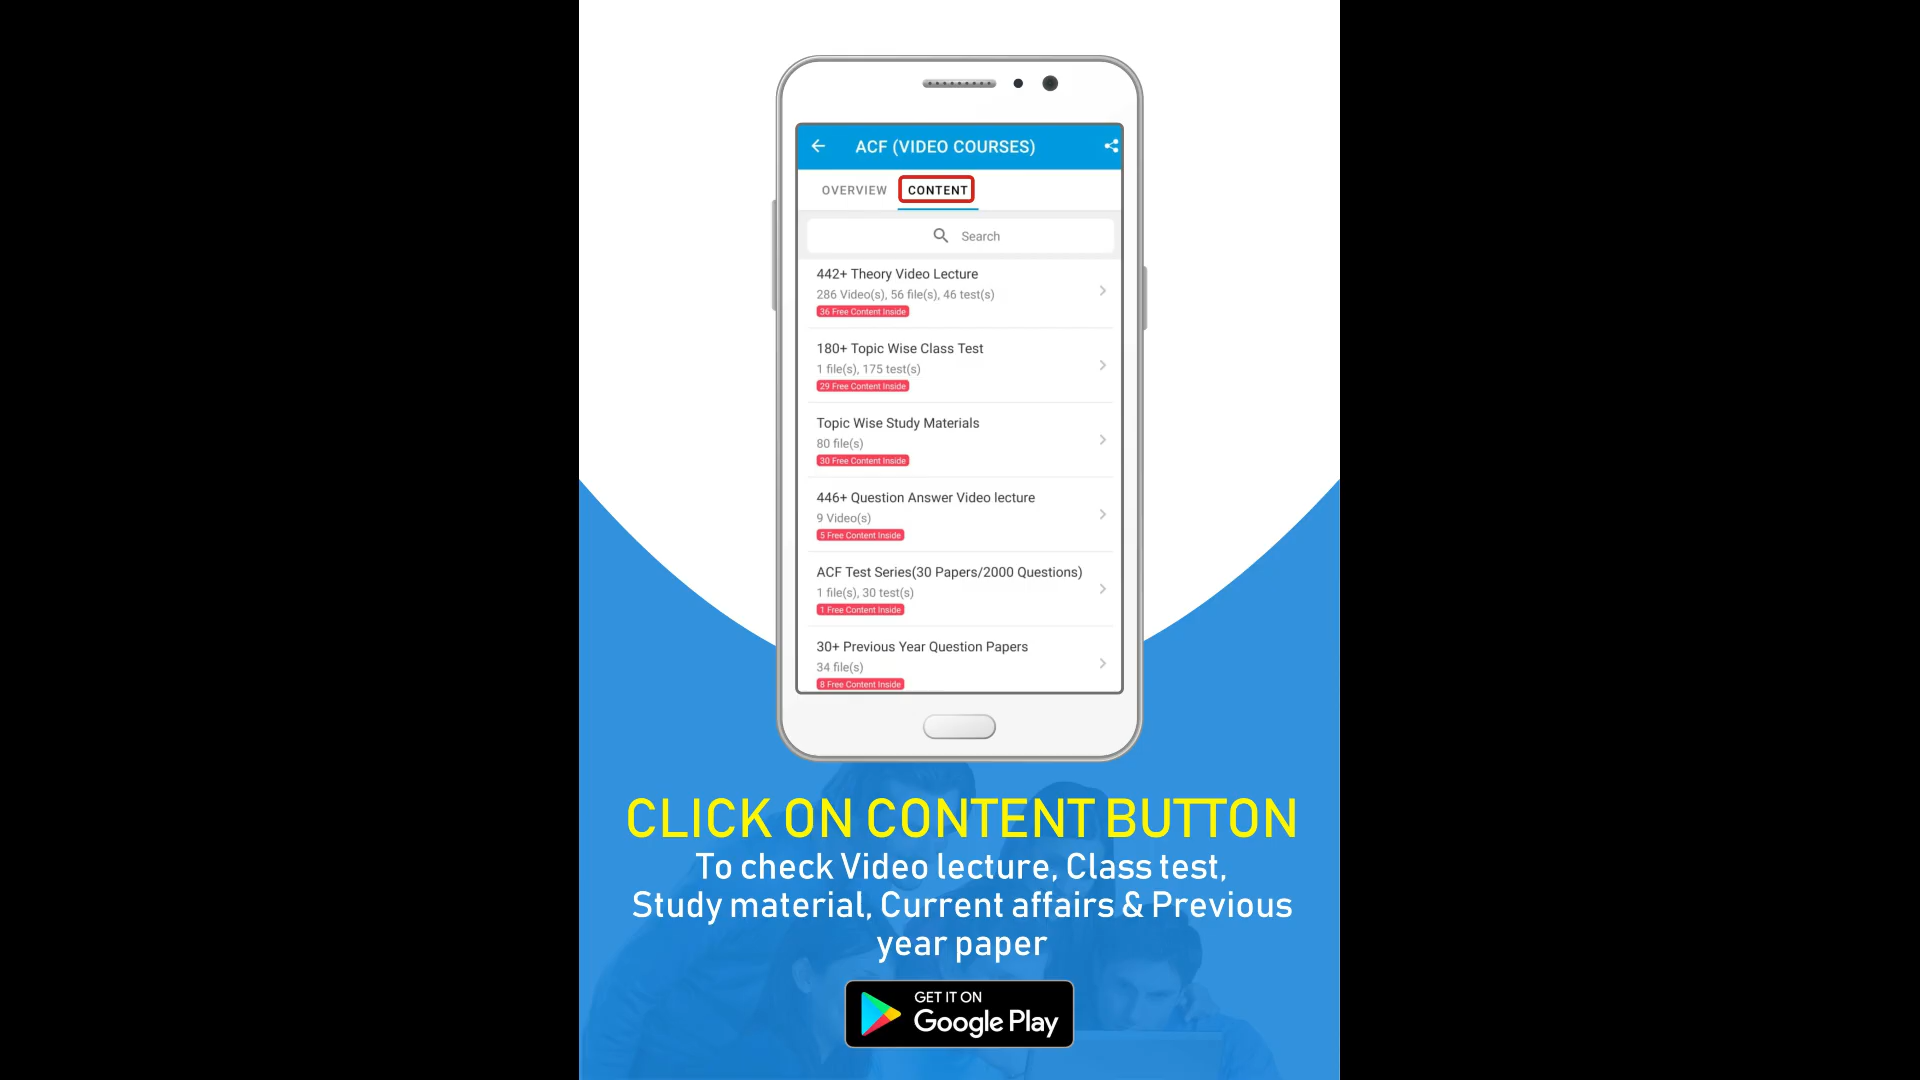 ACF (VIDEO COURSES)
OVERVIEW CONTENT
Search
442+ Theory Video Lecture
286 Video(s), 56 file(s), 46 test(s)
36 Free Content Inside
180+ Topic Wise Class Test
1 file(s), 175 test(s)
29 Free Content Inside
Topic Wise Study Materials
80 file(s)
30 Free Content Inside
446+ Question Answer Video lecture
9 Video(s)
5 Free Content Inside
ACF Test Series(30 Papers/2000 Questions)
1 file(s), 30 test(s)
1 Free Content Inside
30+ Previous Year Question Papers
34 file(s)
8 Free Content Inside
CLICK ON CONTENT BUTTON
To check Video lecture, Class test,
Study material, Current affairs & Previous
year paper
GET IT ON
Google Play